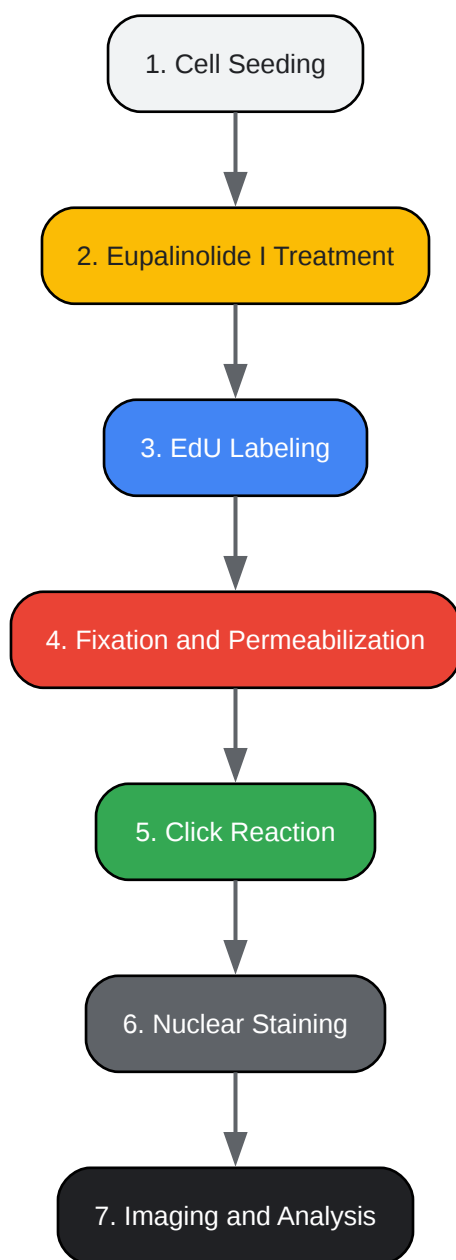 1. Cell Seeding
2. Eupalinolide I Treatment
3. EdU Labeling
4. Fixation and Permeabilization
5. Click Reaction
6. Nuclear Staining
7. Imaging and Analysis